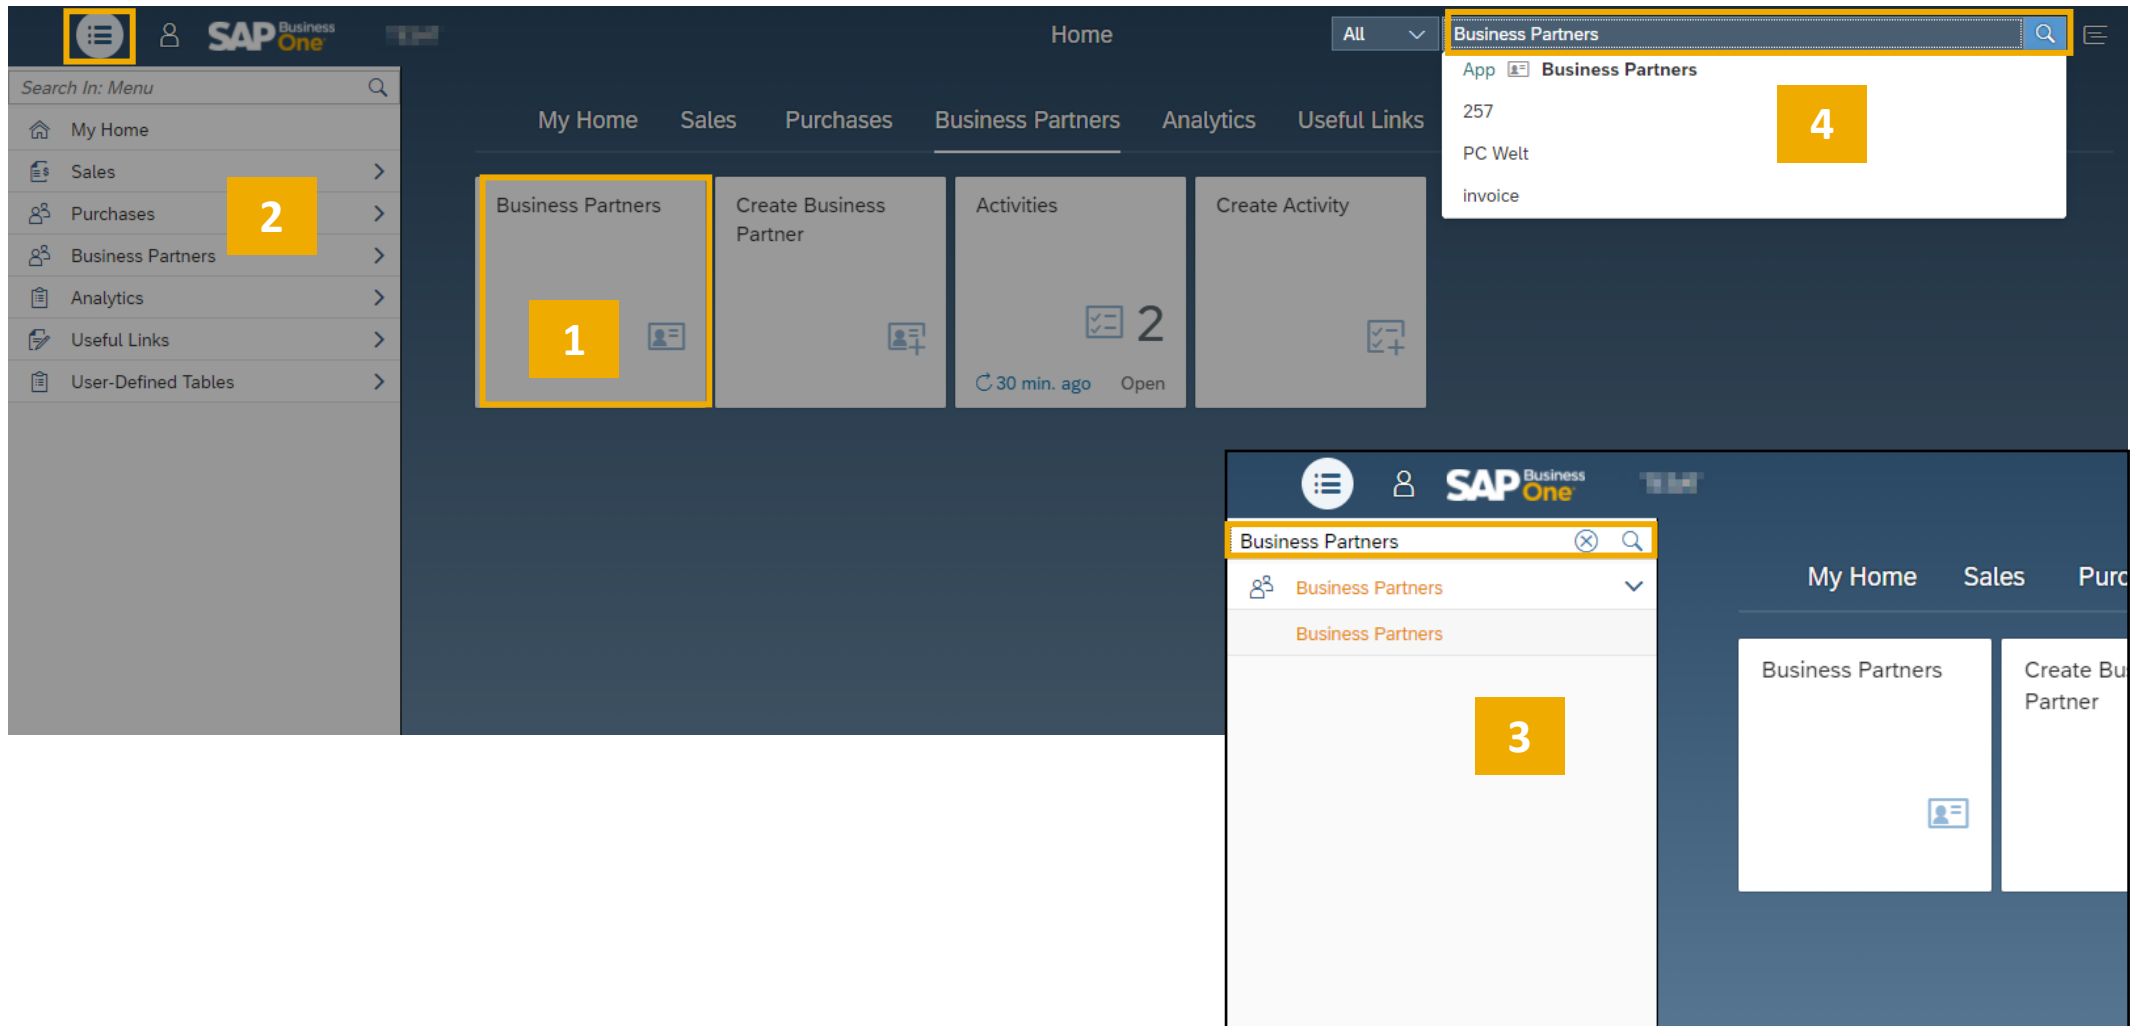 SAP Business One
Home
All
Business Partners
App Business Partners
257
PC Welt
invoice
4
Search In: Menu
My Home
Sales
Purchases
Business Partners
Analytics
Useful Links
User-Defined Tables
2
My Home Sales Purchases Business Partners Analytics Useful Links
Business Partners
1
Create Business
Partner
Activities
2
30 min. ago Open
Create Activity
SAP Business One
Business Partners
Business Partners
Business Partners
3
My Home Sales Purc
Business Partners
Create Bu
Partner